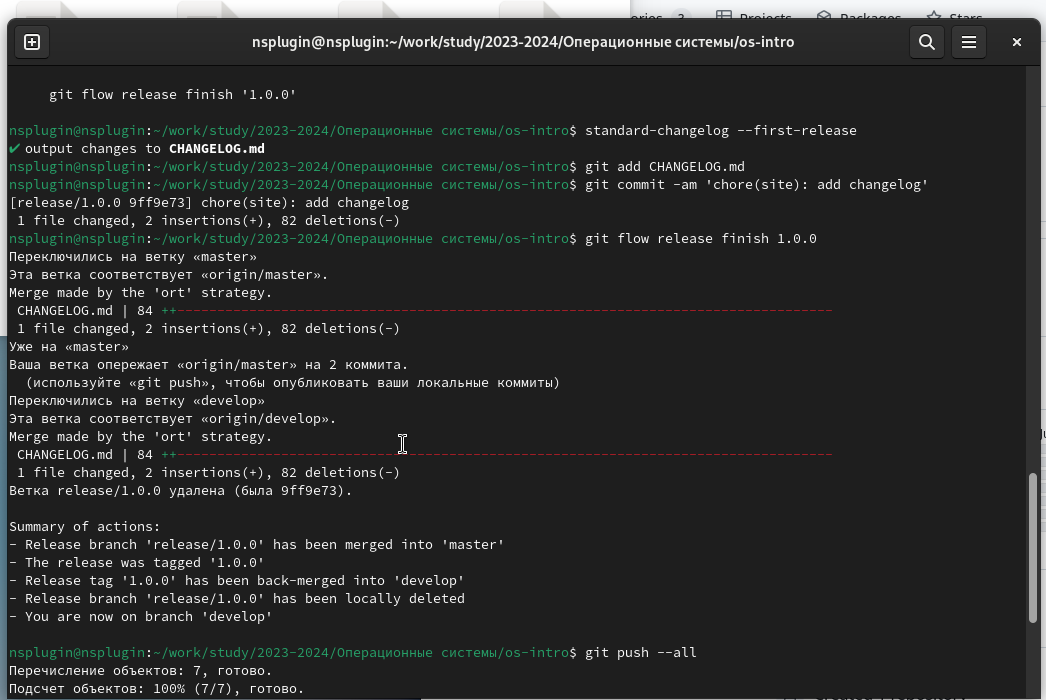 3
Projects
Packages
Stars
nsplugin@nsplugin:~/work/study/2023-2024/Операционные системы/os-intro
git flow release finish '1.0.0'
nsplugin@nsplugin:~/work/study/2023-2024/Операционные системы/os-intro$ standard-changelog --first-release
✔ output changes to CHANGELOG.md
nsplugin@nsplugin:~/work/study/2023-2024/Операционные системы/os-intro$ git add CHANGELOG.md
nsplugin@nsplugin:~/work/study/2023-2024/Операционные системы/os-intro$ git commit -am 'chore(site): add changelog'
[release/1.0.0 9ff9e73] chore(site): add changelog
1 file changed, 2 insertions(+), 82 deletions(-)
nsplugin@nsplugin:~/work/study/2023-2024/Операционные системы/os-intro$ git flow release finish 1.0.0
Переключились на ветку «master»
Эта ветка соответствует «origin/master».
Merge made by the 'ort' strategy.
CHANGELOG.md | 84 ++----------------------------------------------------------------------------------
1 file changed, 2 insertions(+), 82 deletions(-)
Уже на «master»
Ваша ветка опережает «origin/master» на 2 коммита.
(используйте «git push», чтобы опубликовать ваши локальные коммиты)
Переключились на ветку «develop»
Эта ветка соответствует «origin/develop».
Merge made by the 'ort' strategy.
CHANGELOG.md | 84 ++----------------------------------------------------------------------------------
1 file changed, 2 insertions(+), 82 deletions(-)
Ветка release/1.0.0 удалена (была 9ff9e73).
Summary of actions:
- Release branch 'release/1.0.0' has been merged into 'master'
- The release was tagged '1.0.0'
- Release tag '1.0.0' has been back-merged into 'develop'
- Release branch 'release/1.0.0' has been locally deleted
- You are now on branch 'develop'
nsplugin@nsplugin:~/work/study/2023-2024/Операционные системы/os-intro$ git push --all
Перечисление объектов: 7, готово.
Подсчет объектов: 100% (7/7), готово.